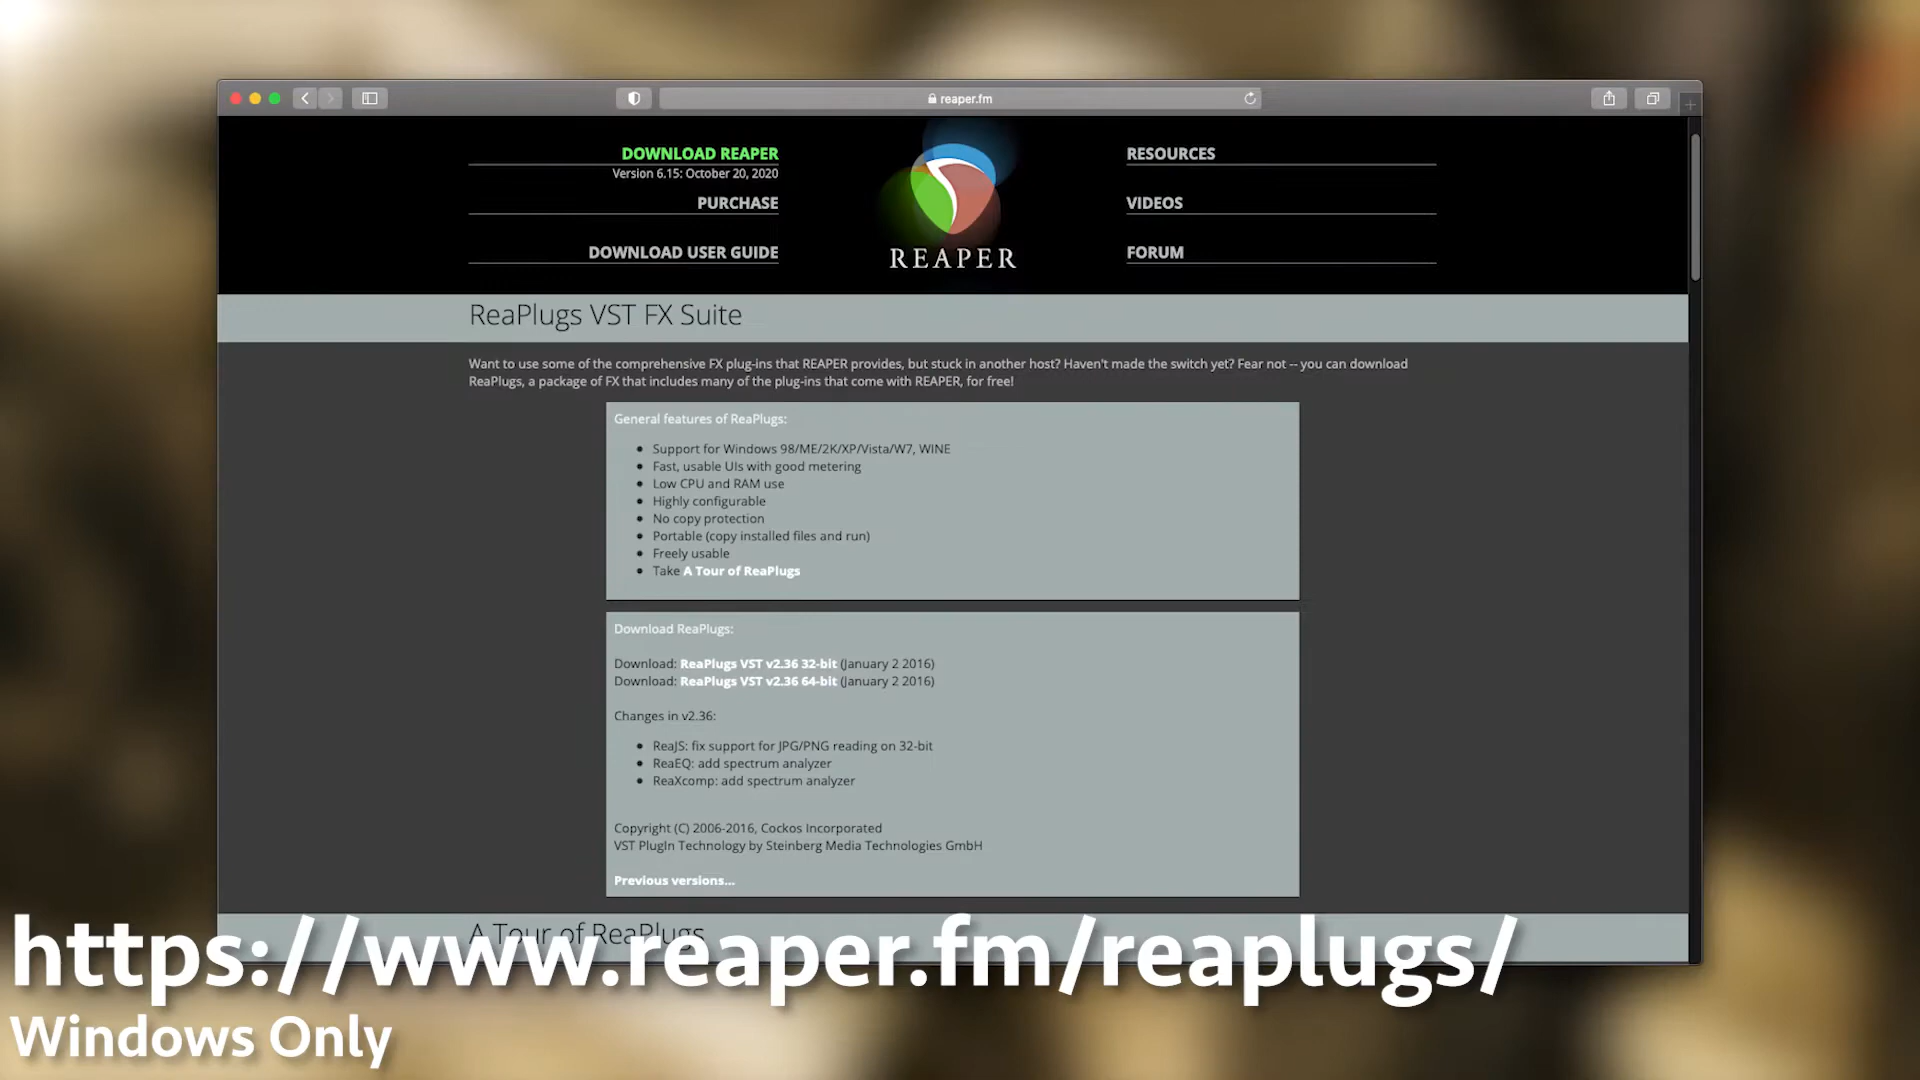 reaper.fm
DOWNLOAD REAPER
Version 6.15: October 20, 2020
PURCHASE
DOWNLOAD USER GUIDE
REAPER
RESOURCES
VIDEOS
FORUM
ReaPlugs VST FX Suite
Want to use some of the comprehensive FX plug-ins that REAPER provides, but stuck in another host? Haven't made the switch yet? Fear not -- you can download
ReaPlugs, a package of FX that includes many of the plug-ins that come with REAPER, for free!
General features of ReaPlugs:
• Support for Windows 98/ME/2K/XP/Vista/W7, WINE
• Fast, usable UIs with good metering
• Low CPU and RAM use
• Highly configurable
• No copy protection
• Portable (copy installed files and run)
• Freely usable
• Take A Tour of ReaPlugs
Download ReaPlugs:
Download: ReaPlugs VST v2.36 32-bit (January 2 2016)
Download: ReaPlugs VST v2.36 64-bit (January 2 2016)
Changes in v2.36:
• ReaJS: fix support for JPG/PNG reading on 32-bit
• ReaEQ: add spectrum analyzer
• ReaXcomp: add spectrum analyzer
Copyright (C) 2006-2016, Cockos Incorporated
VST PlugIn Technology by Steinberg Media Technologies GmbH
Previous versions...
A Tour of ReaPlugs
https://www.reaper.fm/reaplugs/
Windows Only